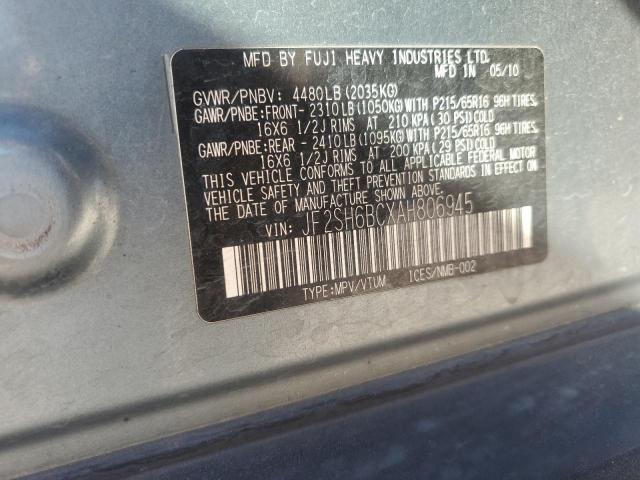 MFD BY FUJI HEAVY INDUSTRIES LTD.
MFD IN 05/10
GVWR/PNBV: 4480LB (2035KG)
GAWR/PNBE:FRONT- 2310LB (1050KG)WITH P215/65R16 96H TIRES
16X6 1/2J RIMS AT 210 KPA (30 PSI)COLD
GAWR/PNBE:REAR - 2410LB (1095KG)WITH P215/65R16 96H TIRES
16X6 1/2J RIMS AT 200 KPA (29 PSI)COLD
THIS VEHICLE CONFORMS TO ALL APPLICABLE FEDERAL MOTOR
VEHICLE SAFETY AND THEFT PREVENTION STANDARDS IN EFFECT ON
THE DATE OF MANUFACTURE SHOWN ABOVE.
VIN: JF2SH6BCXAH806945
TYPE:MPV/VTUM ICES/NMB-002